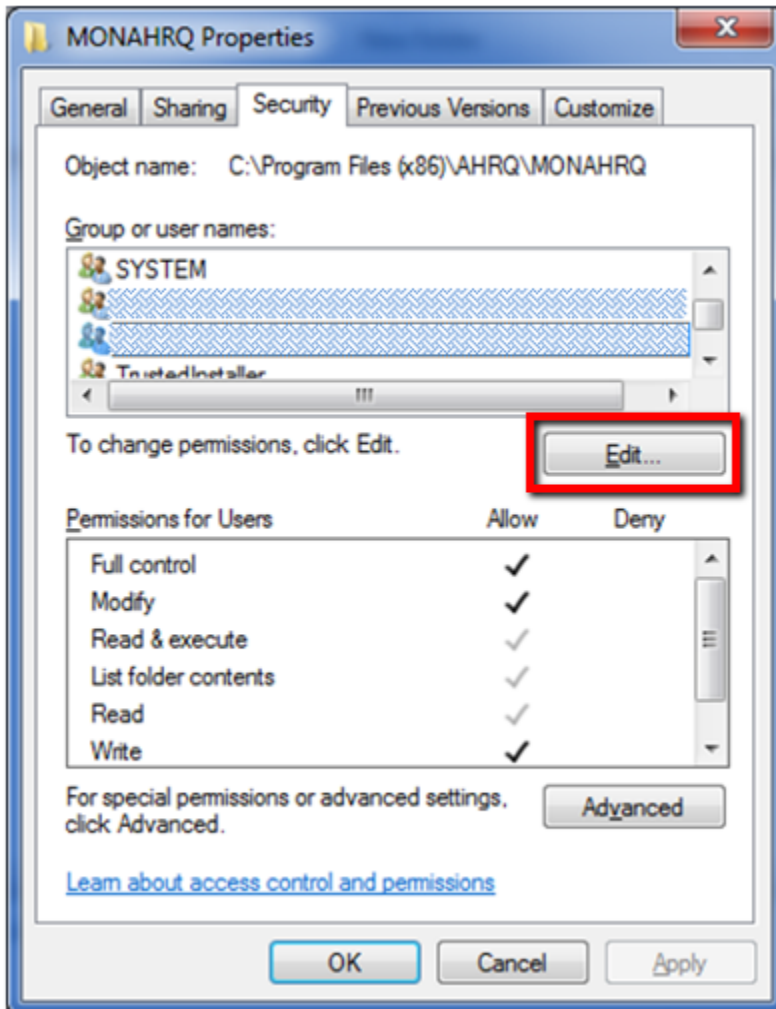 MONAHRQ Properties
General Sharing Security Previous Versions Customize
Object name: C:\Program Files (x86)\AHRQ\MONAHRQ
Group or user names:
SYSTEM
TrustedInstaller
To change permissions, click Edit.
Edit...
Permissions for Users Allow Deny
Full control
Modify
Read & execute
List folder contents
Read
Write
For special permissions or advanced settings,
click Advanced.
Advanced
Learn about access control and permissions
OK Cancel Apply